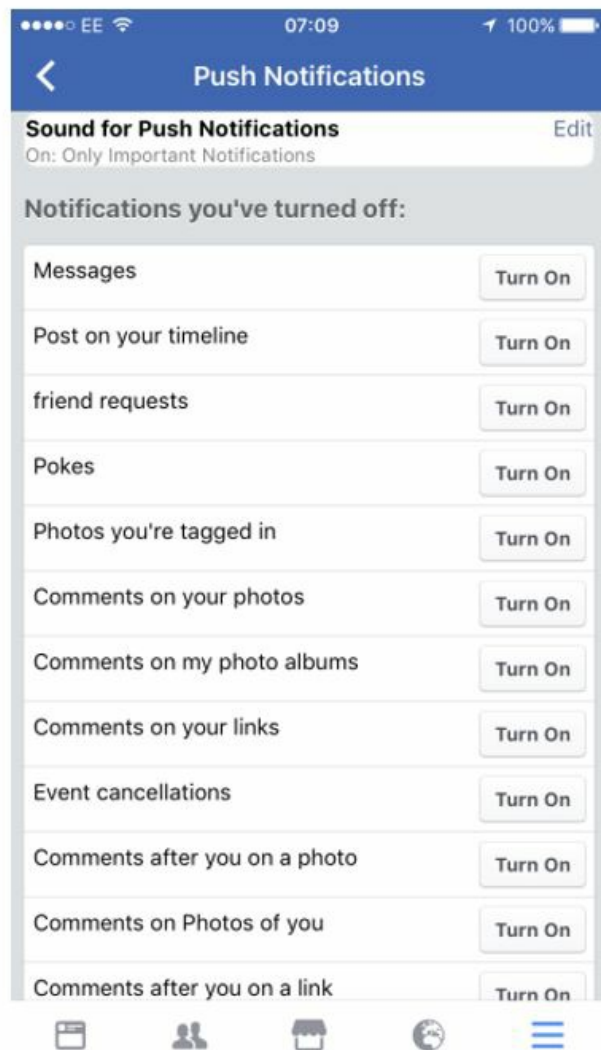 EE 07:09 100%
Push Notifications
Sound for Push Notifications Edit
On: Only Important Notifications
Notifications you've turned off:
Messages Turn On
Post on your timeline Turn On
friend requests Turn On
Pokes Turn On
Photos you're tagged in Turn On
Comments on your photos Turn On
Comments on my photo albums Turn On
Comments on your links Turn On
Event cancellations Turn On
Comments after you on a photo Turn On
Comments on Photos of you Turn On
Comments after you on a link Turn On